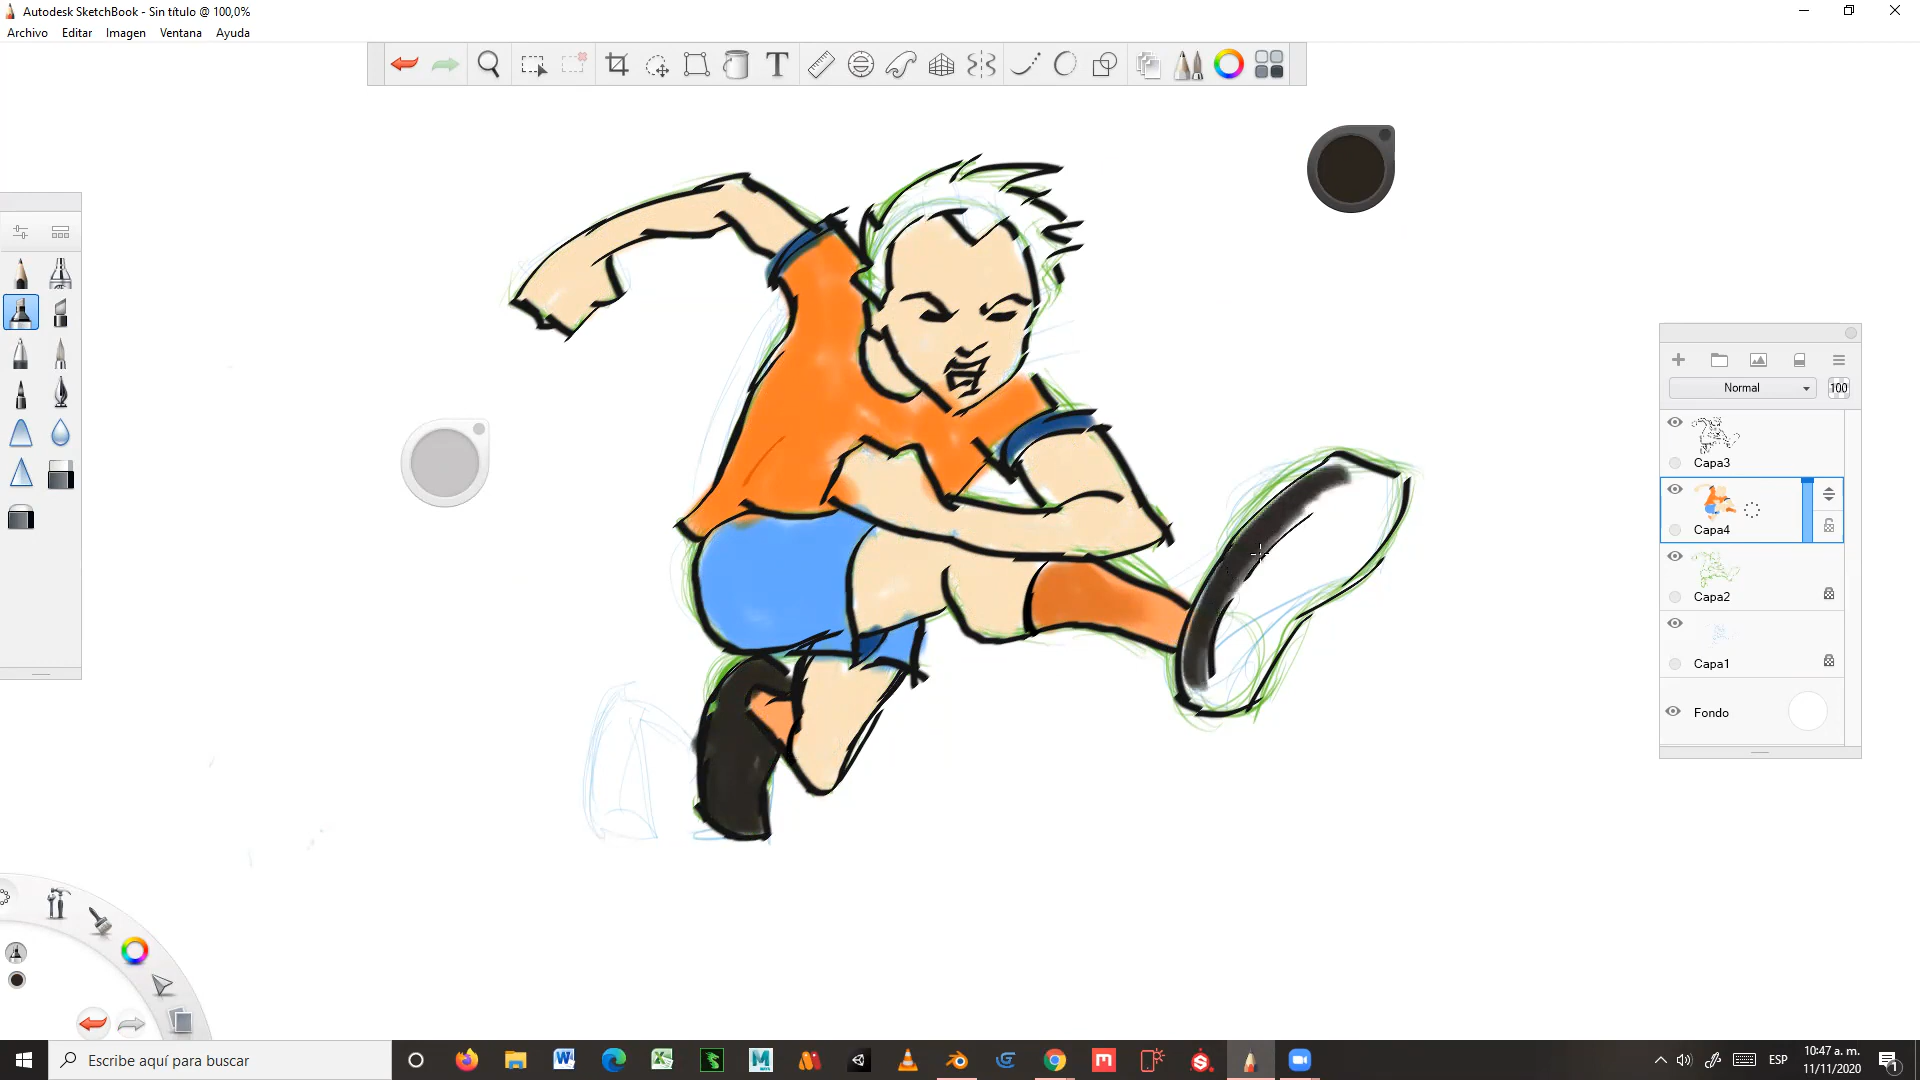 Autodesk SketchBook - Sin título @ 100,0%
Archivo Editar Imagen Ventana Ayuda
T
Normal 100
Capa3
Capa4
Capa2
Capa1
Fondo
Escribe aquí para buscar
ESP
10:47 a. m.
11/11/2020
1